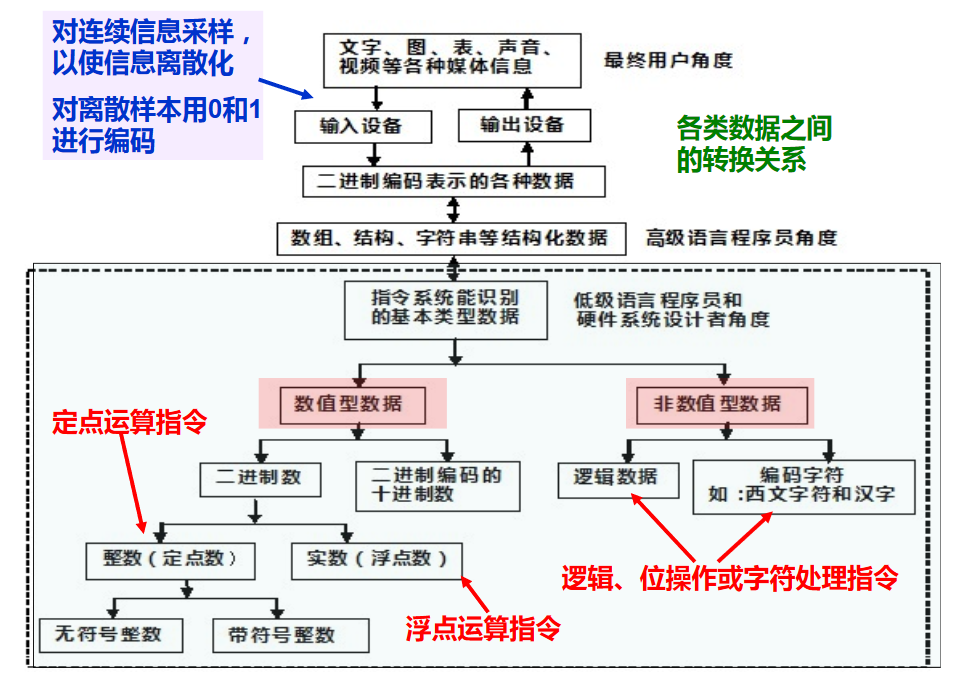 对连续信息采样，
以使信息离散化
对离散样本用0和1
进行编码
文字、图、表、声音、
视频等各种媒体信息
最终用户角度
输入设备
输出设备
各类数据之间
的转换关系
二进制编码表示的各种数据
数组、结构、字符串等结构化数据
高级语言程序员角度
指令系统能识别
的基本类型数据
低级语言程序员和
硬件系统设计者角度
数值型数据
非数值型数据
定点运算指令
二进制数
二进制编码的
十进制数
逻辑数据
编码字符
如：西文字符和汉字
整数（定点数）
实数（浮点数）
逻辑、位操作或字符处理指令
无符号整数
带符号整数
浮点运算指令